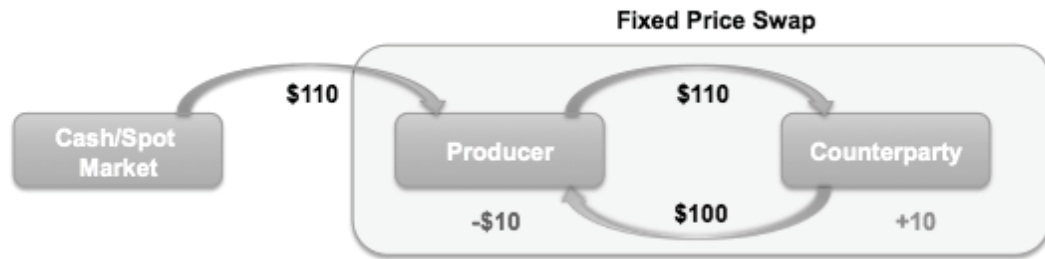 Fixed Price Swap
$110
$110
Cash/Spot
Market
Producer
Counterparty
-$10
$100
+10